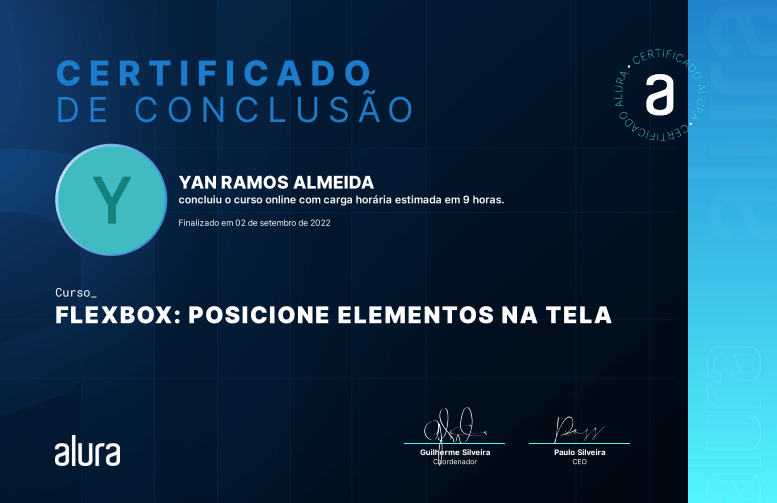 CERTIFICADO
DE CONCLUSÃO
CERTIFICADO ALURA • CERTIFICADO ALURA •
a
Y
YAN RAMOS ALMEIDA
concluiu o curso online com carga horária estimada em 9 horas.
Finalizado em 02 de setembro de 2022
Curso_
FLEXBOX: POSICIONE ELEMENTOS NA TELA
alura
Guilherme Silveira
Coordenador
Paulo Silveira
CEO
alura
alura